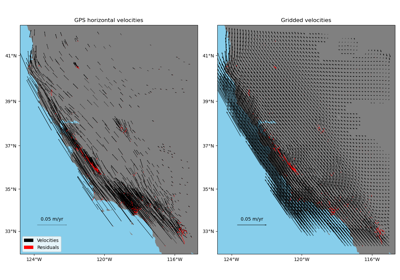 GPS horizontal velocities
41°N
39°N
37°N
35°N
33°N
0.05 m/yr
Velocities
Residuals
124°W
120°W
116°W
Gridded velocities
41°N
39°N
37°N
35°N
33°N
0.05 m/yr
124°W
120°W
116°W